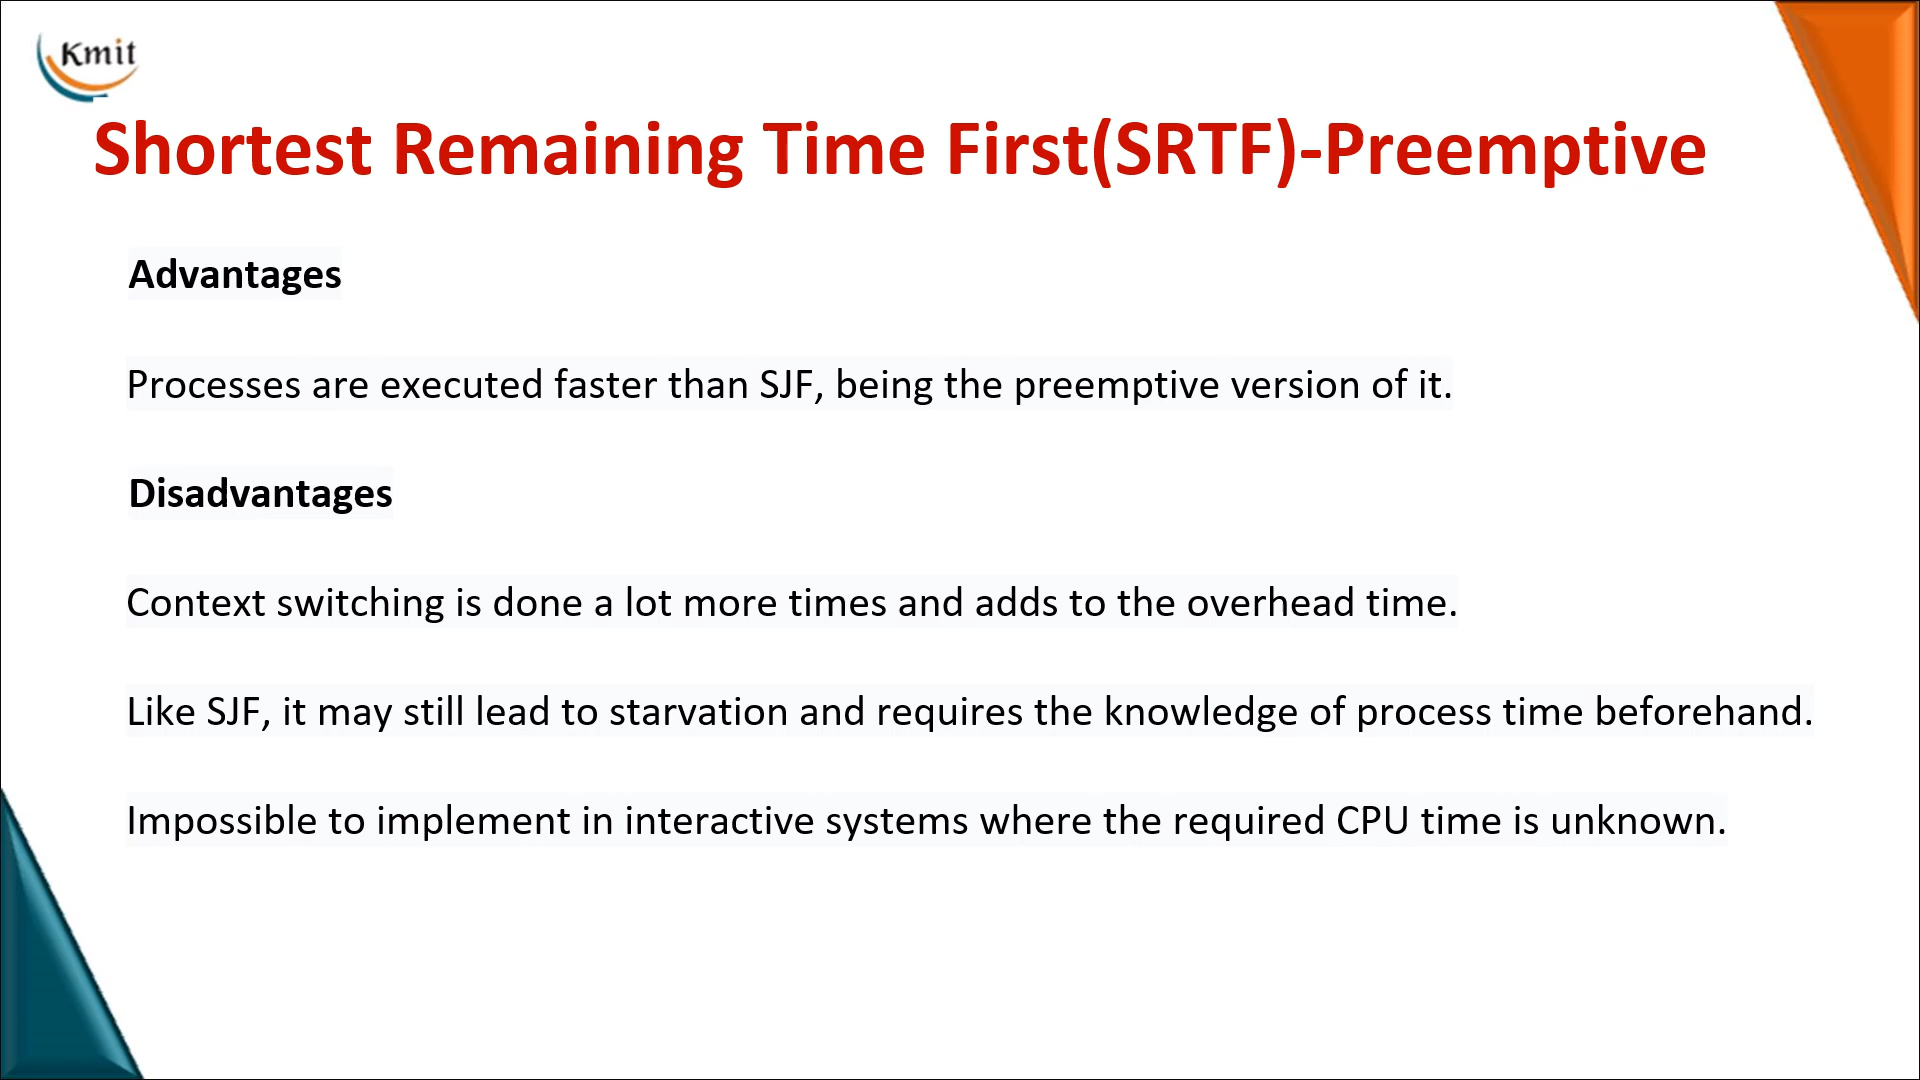 Kmit
Shortest Remaining Time First(SRTF)-Preemptive
Advantages
Processes are executed faster than SJF, being the preemptive version of it.
Disadvantages
Context switching is done a lot more times and adds to the overhead time.
Like SJF, it may still lead to starvation and requires the knowledge of process time beforehand.
Impossible to implement in interactive systems where the required CPU time is unknown.